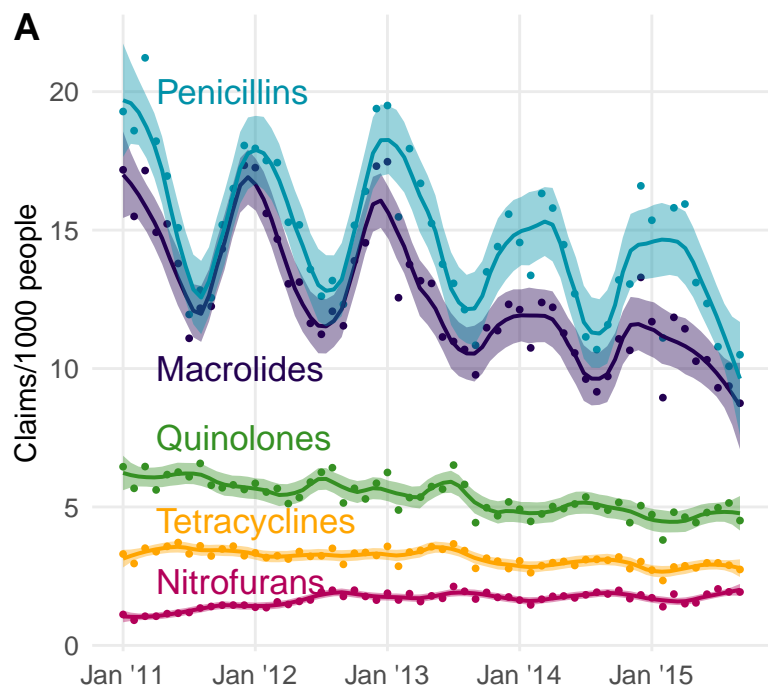 A
Claims/1000 people
20
15
10
5
0
Penicillins
Macrolides
Quinolones
Tetracyclines
Nitrofurans
Jan '11
Jan '12
Jan '13
Jan '14
Jan '15